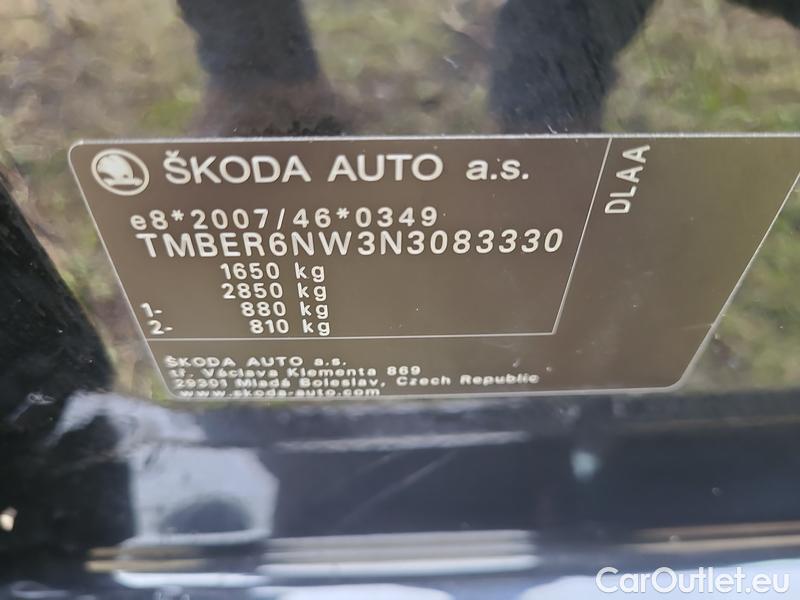 ŠKODA AUTO a.s.
DLAA
e8*2007/46*0349
TMBER6NW3N3083330
1650 kg
2850 kg
1- 880 kg
2- 810 kg
ŠKODA AUTO a.s.
tř. Václava Klementa 869
29301 Mladá Boleslav, Czech Republic
www.skoda-auto.com
CarOutlet.eu